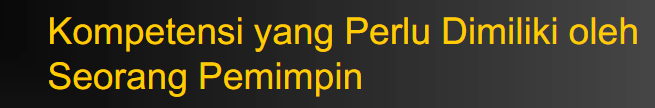 Kompetensi yang Perlu Dimiliki oleh
Seorang Pemimpin